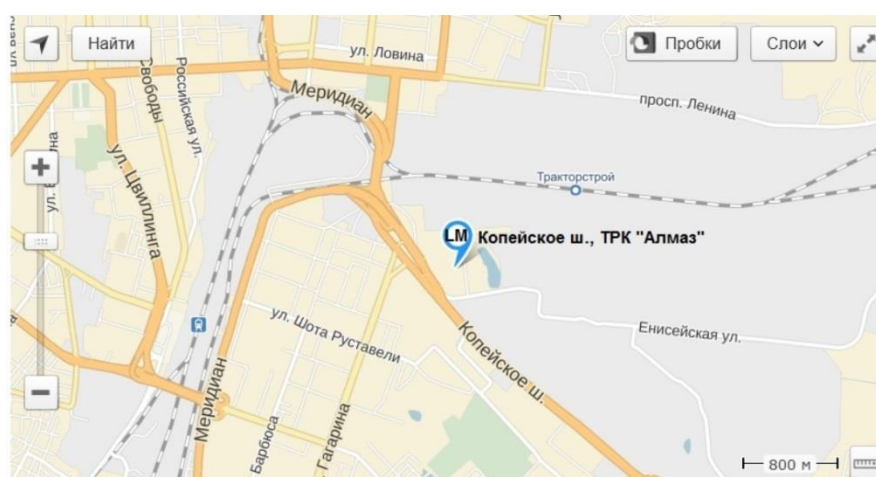 Найти
Пробки
Слои
ул. Ловина
Меридиан
просп. Ленина
Свободы
Российская ул.
ул. Цвиллинга
Тракторстрой
LM
Копейское ш., ТРК "Алмаз"
Енисейская ул.
ул. Шота Руставели
Копейское ш.
Меридиан
Барбюса
Гагарина
800 м